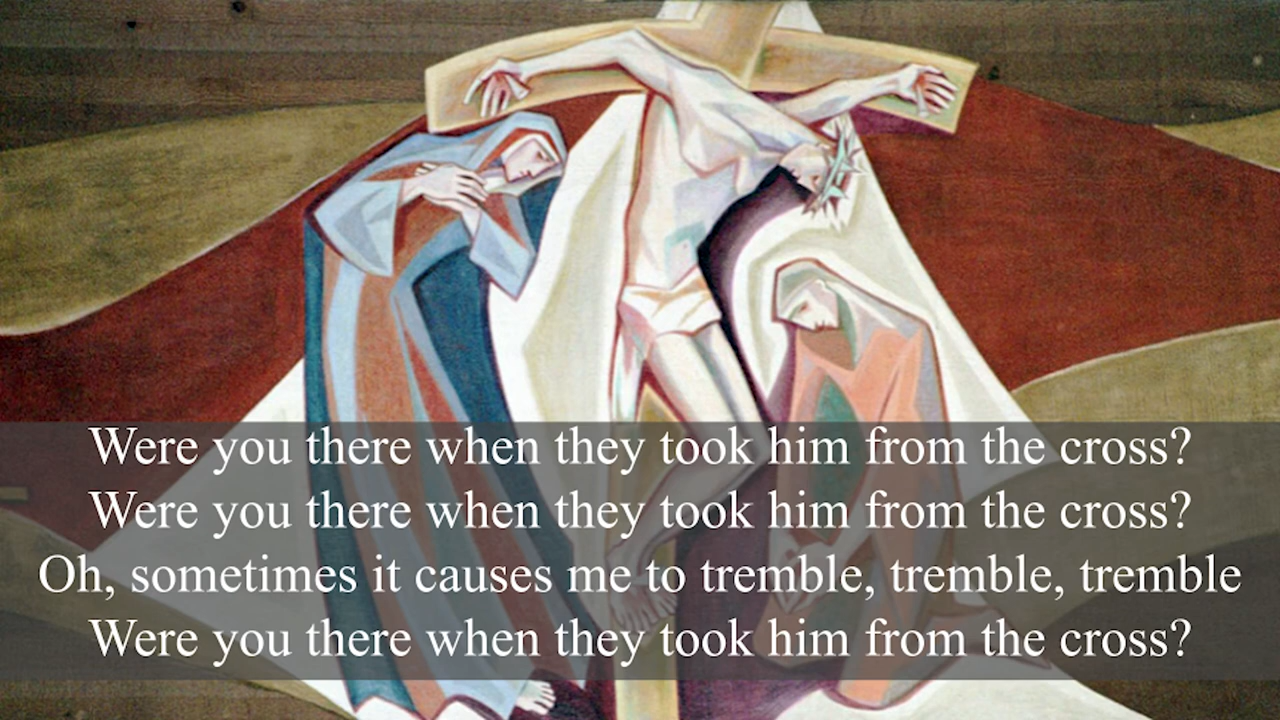 Were you there when they took him from the cross?
Were you there when they took him from the cross?
Oh, sometimes it causes me to tremble, tremble, tremble
Were you there when they took him from the cross?